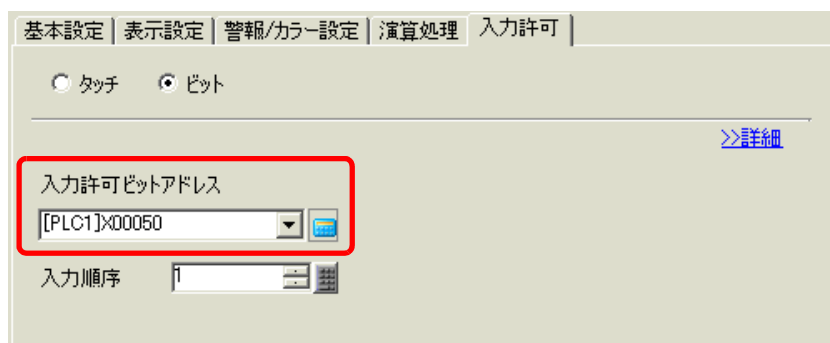 基本設定 表示設定 警報/カラー設定 演算処理 入力許可
タッチ ビット
>>詳細
入力許可ビットアドレス
[PLC1]X00050
入力順序 1